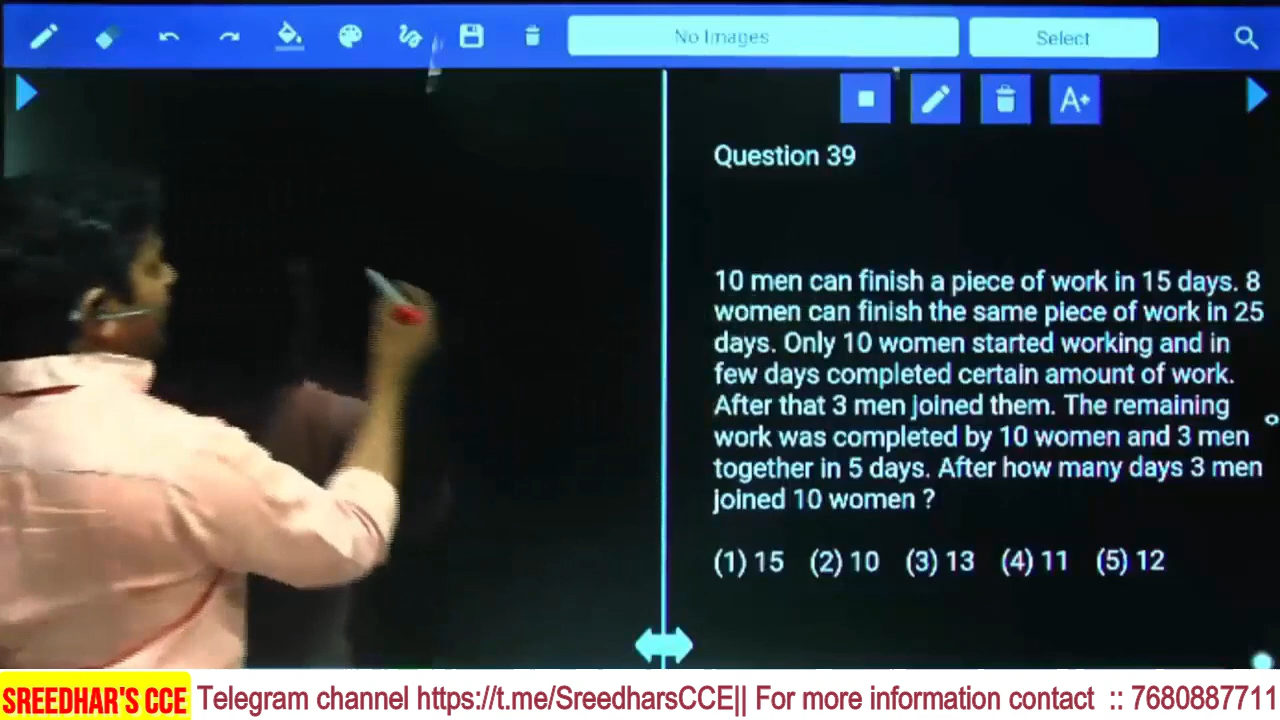 No Images
Select
A+
Question 39
10 men can finish a piece of work in 15 days. 8
women can finish the same piece of work in 25
days. Only 10 women started working and in
few days completed certain amount of work.
After that 3 men joined them. The remaining
work was completed by 10 women and 3 men
together in 5 days. After how many days 3 men
joined 10 women ?
(1) 15 (2) 10 (3) 13 (4) 11 (5) 12
SREEDHAR'S CCE Telegram channel https://t.me/SreedharsCCE|| For more information contact :: 7680887711